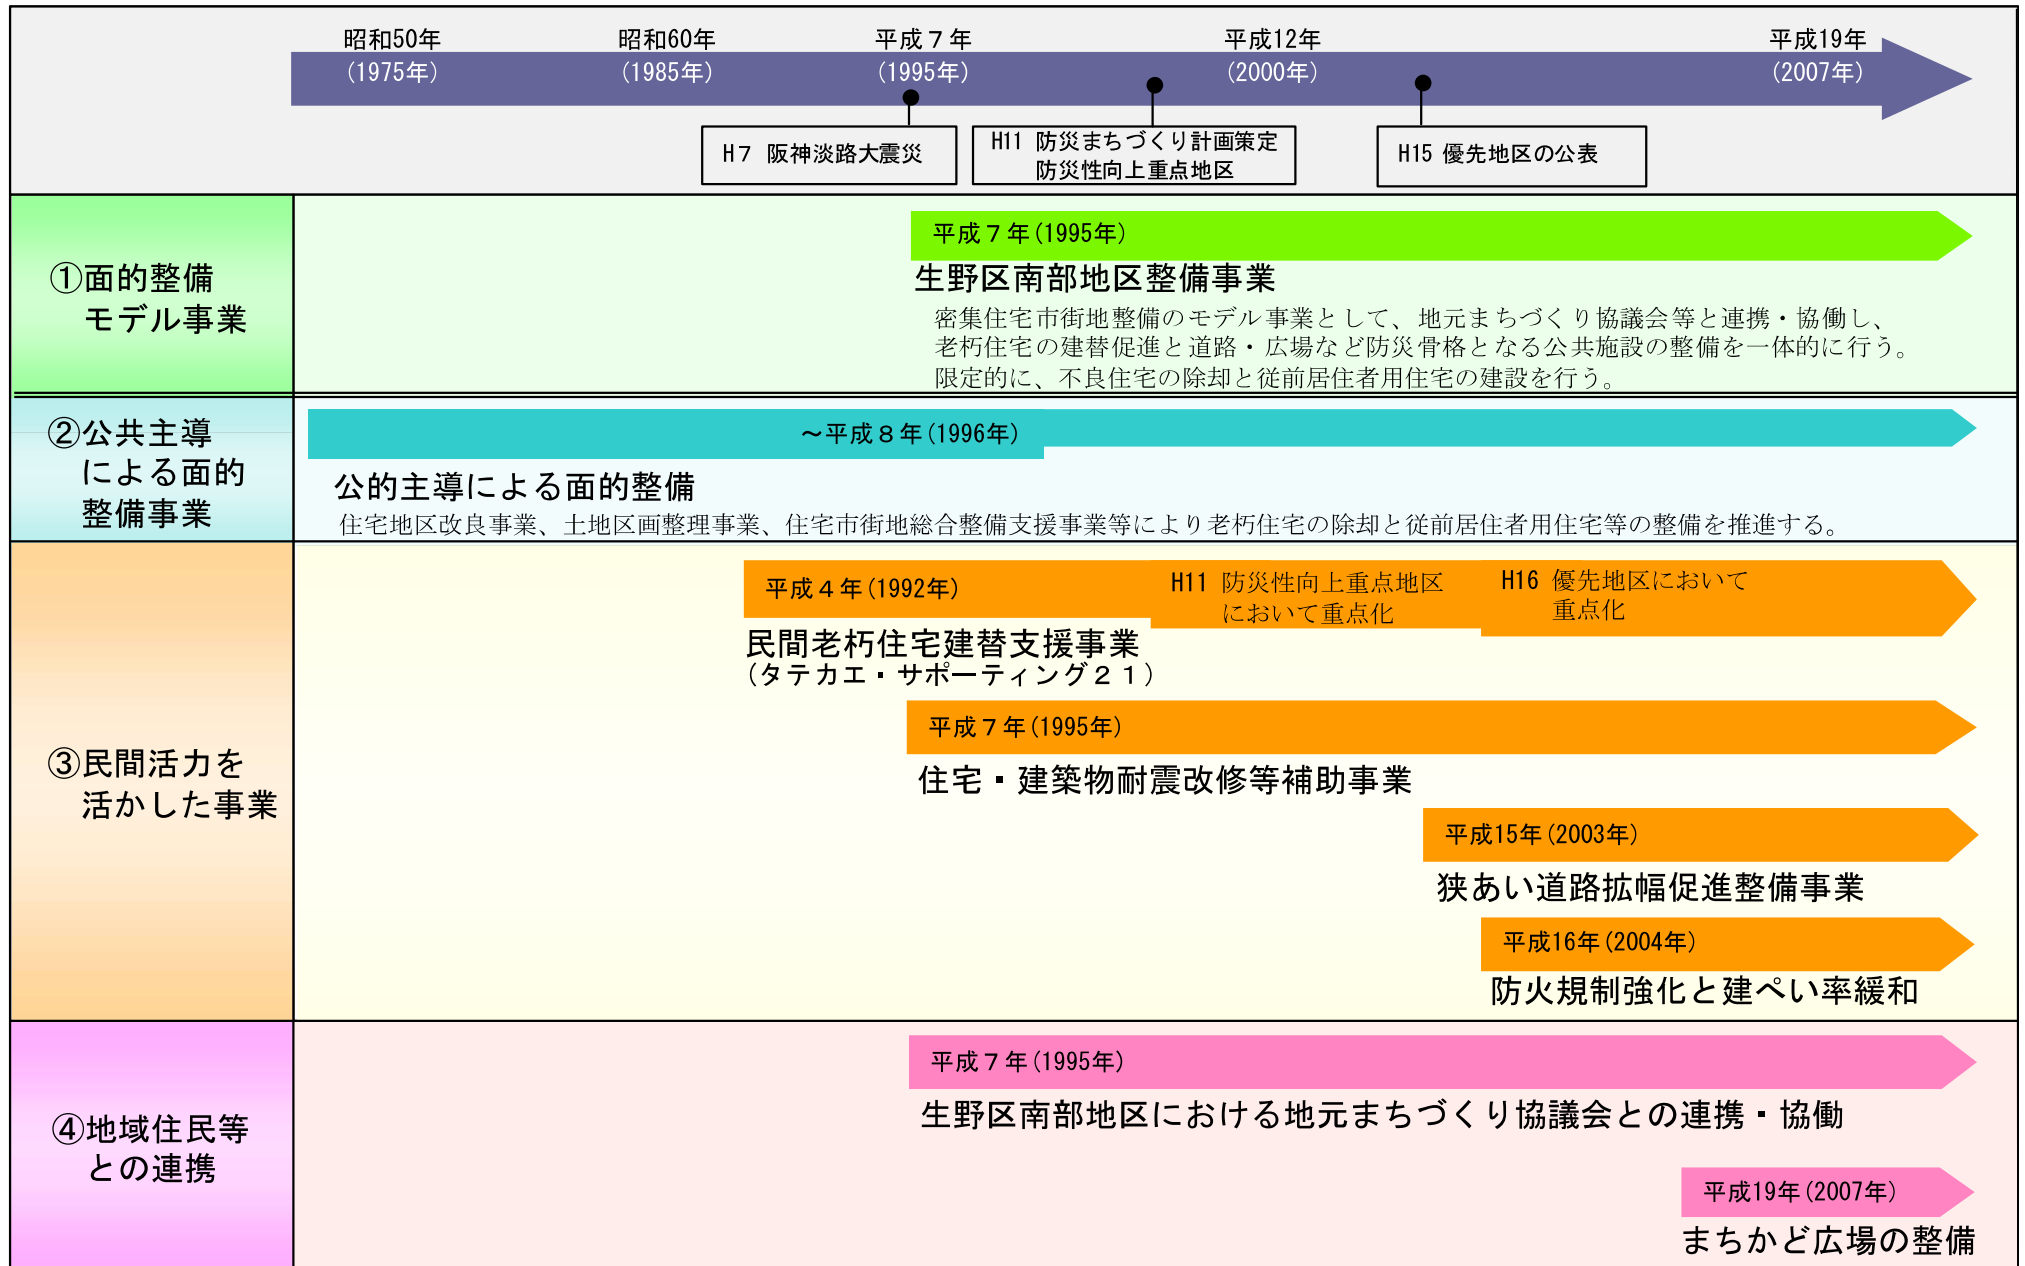 昭和50年
(1975年)
昭和60年
(1985年)
平成７年
(1995年)
平成12年
(2000年)
平成19年
(2007年)
H７ 阪神淡路大震災
H11 防災まちづくり計画策定
防災性向上重点地区
H15 優先地区の公表
①面的整備
モデル事業
平成７年(1995年)
生野区南部地区整備事業
密集住宅市街地整備のモデル事業として、地元まちづくり協議会等と連携・協働し、
老朽住宅の建替促進と道路・広場など防災骨格となる公共施設の整備を一体的に行う。
限定的に、不良住宅の除却と従前居住者用住宅の建設を行う。
②公共主導
による面的
整備事業
～平成８年(1996年)
公的主導による面的整備
住宅地区改良事業、土地区画整理事業、住宅市街地総合整備支援事業等により老朽住宅の除却と従前居住者用住宅等の整備を推進する。
③民間活力を
活かした事業
平成４年(1992年)
H11 防災性向上重点地区
において重点化
H16 優先地区において
重点化
民間老朽住宅建替支援事業
(タテカエ・サポーティング２１)
平成７年(1995年)
住宅・建築物耐震改修等補助事業
平成15年(2003年)
狭あい道路拡幅促進整備事業
平成16年(2004年)
防火規制強化と建ぺい率緩和
④地域住民等
との連携
平成７年(1995年)
生野区南部地区における地元まちづくり協議会との連携・協働
平成19年(2007年)
まちかど広場の整備